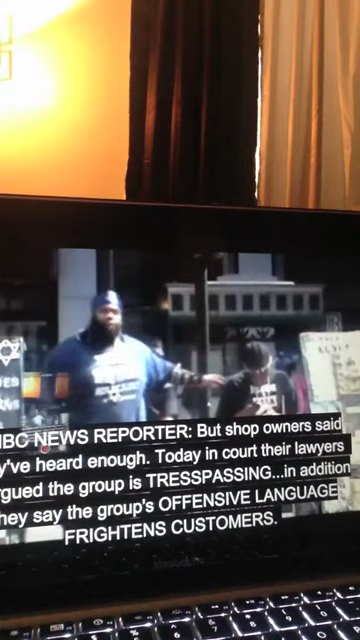 NBC NEWS REPORTER: But shop owners said
y've heard enough. Today in court their lawyers
rgued the group is TRESSPASSING...in addition
hey say the group's OFFENSIVE LANGUAGE
FRIGHTENS CUSTOMERS.